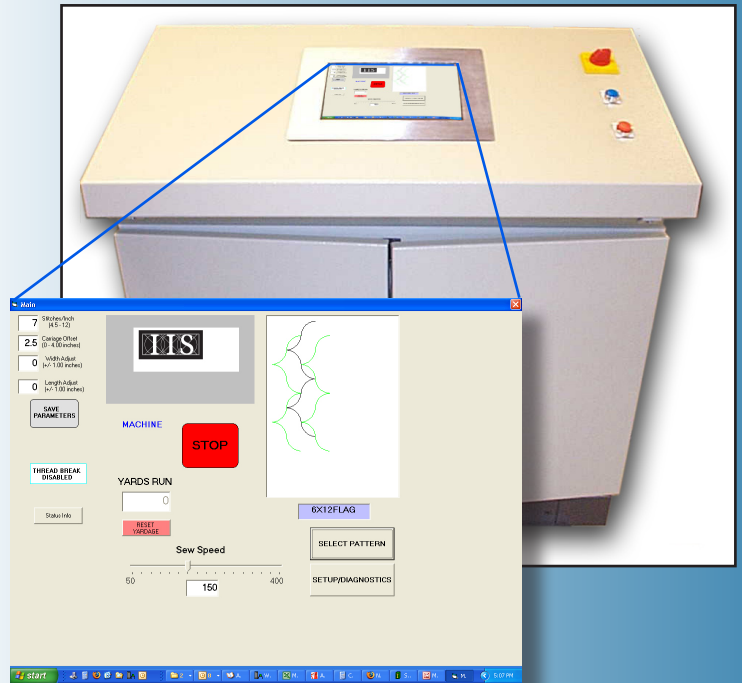 Main
7 Stitches/Inch
(4.5 - 12)
2.5 Carriage Offset
(0 - 4.00 inches)
0 Width Adjust
(+/- 1.00 inches)
0 Length Adjust
(+/- 1.00 inches)
SAVE
PARAMETERS
THREAD BREAK
DISABLED
Status Info
IIS
MACHINE
STOP
YARDS RUN
0
RESET
YARDAGE
Sew Speed
50
400
150
6X12FLAG
SELECT PATTERN
SETUP/DIAGNOSTICS
start
5:07 PM